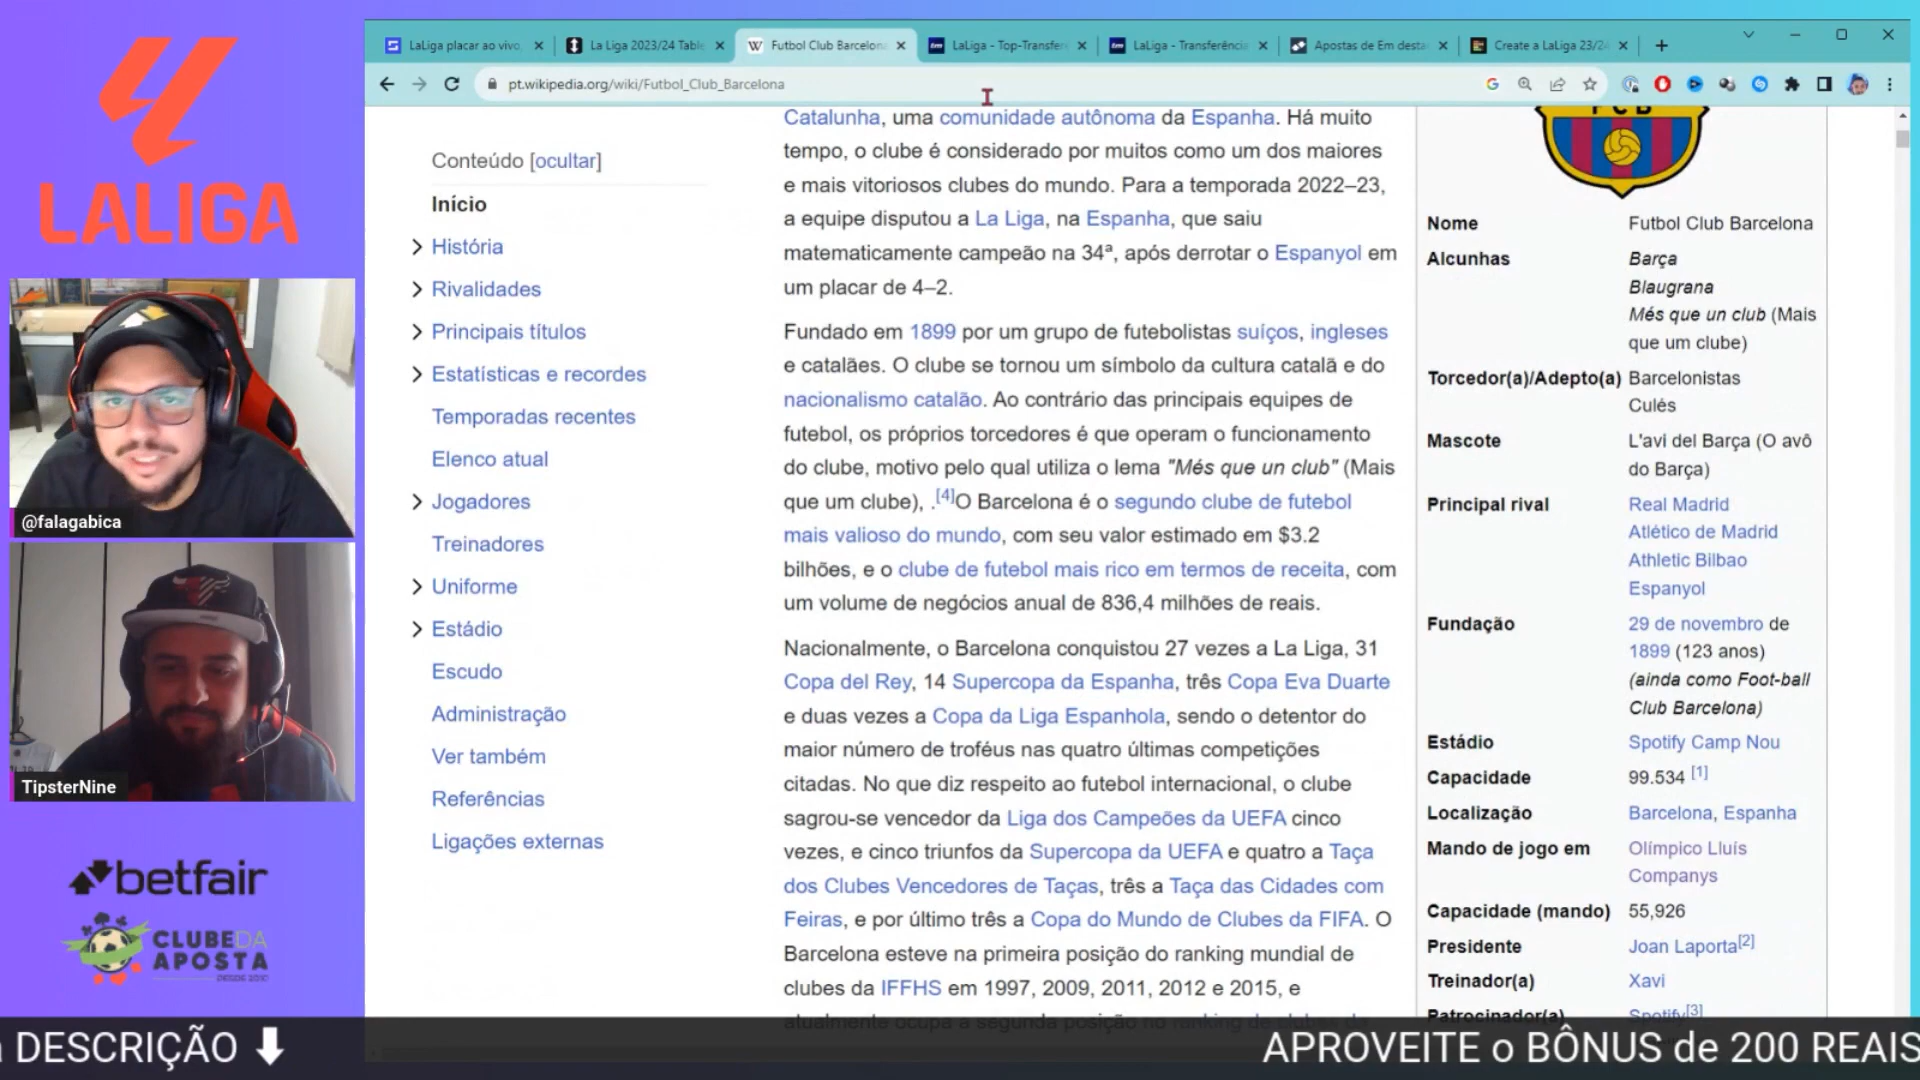 LALIGA
@falagabica
TipsterNine
betfair
CLUBE DA
APOSTA
DESDE 2010
LaLiga placar ao vivo,
La Liga 2023/24 Table
Futbol Club Barcelona
LaLiga - Top-Transfer
LaLiga - Transferência
Apostas de Em desta
Create a LaLiga 23/24
pt.wikipedia.org/wiki/Futbol_Club_Barcelona
Conteúdo [ocultar]
Início
História
Rivalidades
Principais títulos
Estatísticas e recordes
Temporadas recentes
Elenco atual
Jogadores
Treinadores
Uniforme
Estádio
Escudo
Administração
Ver também
Referências
Ligações externas
Catalunha, uma comunidade autônoma da Espanha. Há muito
tempo, o clube é considerado por muitos como um dos maiores
e mais vitoriosos clubes do mundo. Para a temporada 2022–23,
a equipe disputou a La Liga, na Espanha, que saiu
matematicamente campeão na 34ª, após derrotar o Espanyol em
um placar de 4–2.
Fundado em 1899 por um grupo de futebolistas suíços, ingleses
e catalães. O clube se tornou um símbolo da cultura catalã e do
nacionalismo catalão. Ao contrário das principais equipes de
futebol, os próprios torcedores é que operam o funcionamento
do clube, motivo pelo qual utiliza o lema "Més que un club" (Mais
que um clube), .[4]O Barcelona é o segundo clube de futebol
mais valioso do mundo, com seu valor estimado em $3.2
bilhões, e o clube de futebol mais rico em termos de receita, com
um volume de negócios anual de 836,4 milhões de reais.
Nacionalmente, o Barcelona conquistou 27 vezes a La Liga, 31
Copa del Rey, 14 Supercopa da Espanha, três Copa Eva Duarte
e duas vezes a Copa da Liga Espanhola, sendo o detentor do
maior número de troféus nas quatro últimas competições
citadas. No que diz respeito ao futebol internacional, o clube
sagrou-se vencedor da Liga dos Campeões da UEFA cinco
vezes, e cinco triunfos da Supercopa da UEFA e quatro a Taça
dos Clubes Vencedores de Taças, três a Taça das Cidades com
Feiras, e por último três a Copa do Mundo de Clubes da FIFA. O
Barcelona esteve na primeira posição do ranking mundial de
clubes da IFFHS em 1997, 2009, 2011, 2012 e 2015, e
atualmente ocupa a segunda posição no ranking de clubes da
FCB
Nome Futbol Club Barcelona
Alcunhas Barça
Blaugrana
Més que un club (Mais
que um clube)
Torcedor(a)/Adepto(a) Barcelonistas
Culés
Mascote L'avi del Barça (O avô
do Barça)
Principal rival Real Madrid
Atlético de Madrid
Athletic Bilbao
Espanyol
Fundação 29 de novembro de
1899 (123 anos)
(ainda como Foot-ball
Club Barcelona)
Estádio Spotify Camp Nou
Capacidade 99.534 [1]
Localização Barcelona, Espanha
Mando de jogo em Olímpico Lluís
Companys
Capacidade (mando) 55,926
Presidente Joan Laporta[2]
Treinador(a) Xavi
Patrocinador(a) Spotify[3]
DESCRIÇÃO
APROVEITE o BÔNUS de 200 REAIS